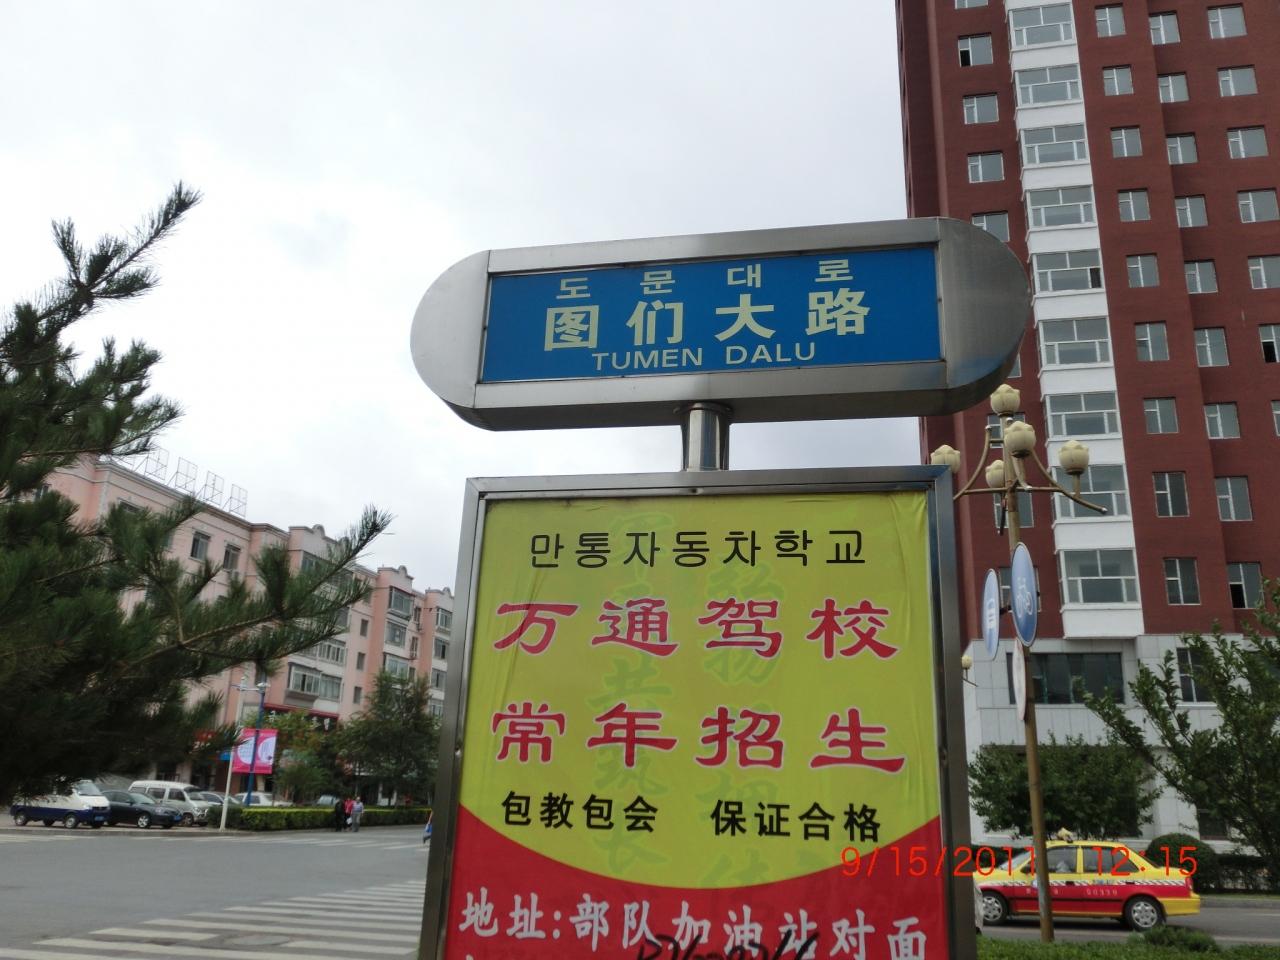 도문대로
图们大路
TUMEN DALU
만통자동차학교
万通驾校
常年招生
包教包会 保证合格
地址:部队加油站对面
9/15/2011 12:15